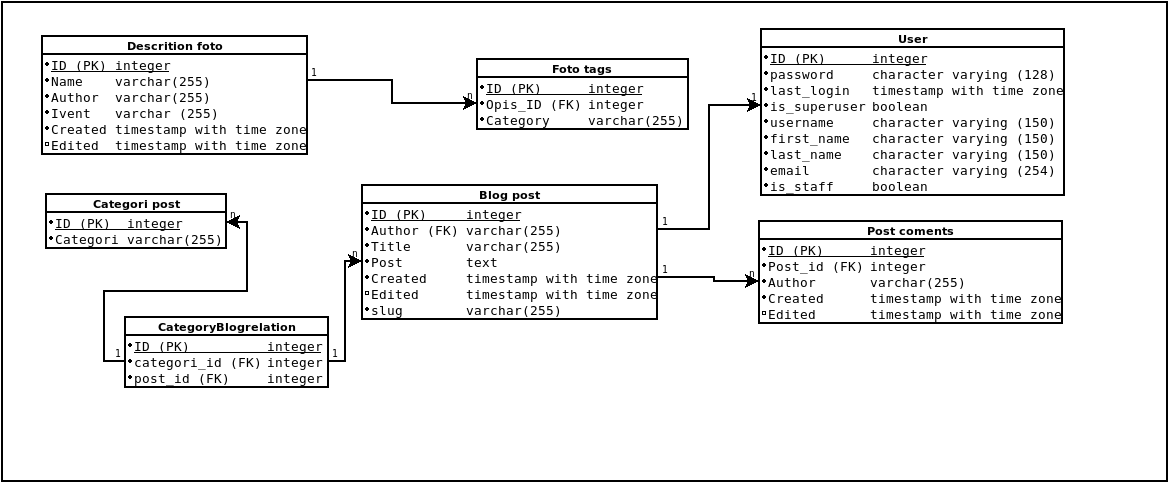 Descrition foto
ID (PK) integer
Name varchar(255)
Author varchar(255)
Ivent varchar (255)
Created timestamp with time zone
Edited timestamp with time zone
1
n
Foto tags
ID (PK) integer
Opis_ID (FK) integer
Category varchar(255)
User
ID (PK) integer
password character varying (128)
last_login timestamp with time zone
is_superuser boolean
username character varying (150)
first_name character varying (150)
last_name character varying (150)
email character varying (254)
is_staff boolean
1
Categori post
ID (PK) integer
Categori varchar(255)
n
Blog post
ID (PK) integer
Author (FK) varchar(255)
Title varchar(255)
Post text
Created timestamp with time zone
Edited timestamp with time zone
slug varchar(255)
1
1
n
Post coments
ID (PK) integer
Post_id (FK) integer
Author varchar(255)
Created timestamp with time zone
Edited timestamp with time zone
n
CategoryBlogrelation
ID (PK) integer
categori_id (FK) integer
post_id (FK) integer
1
1